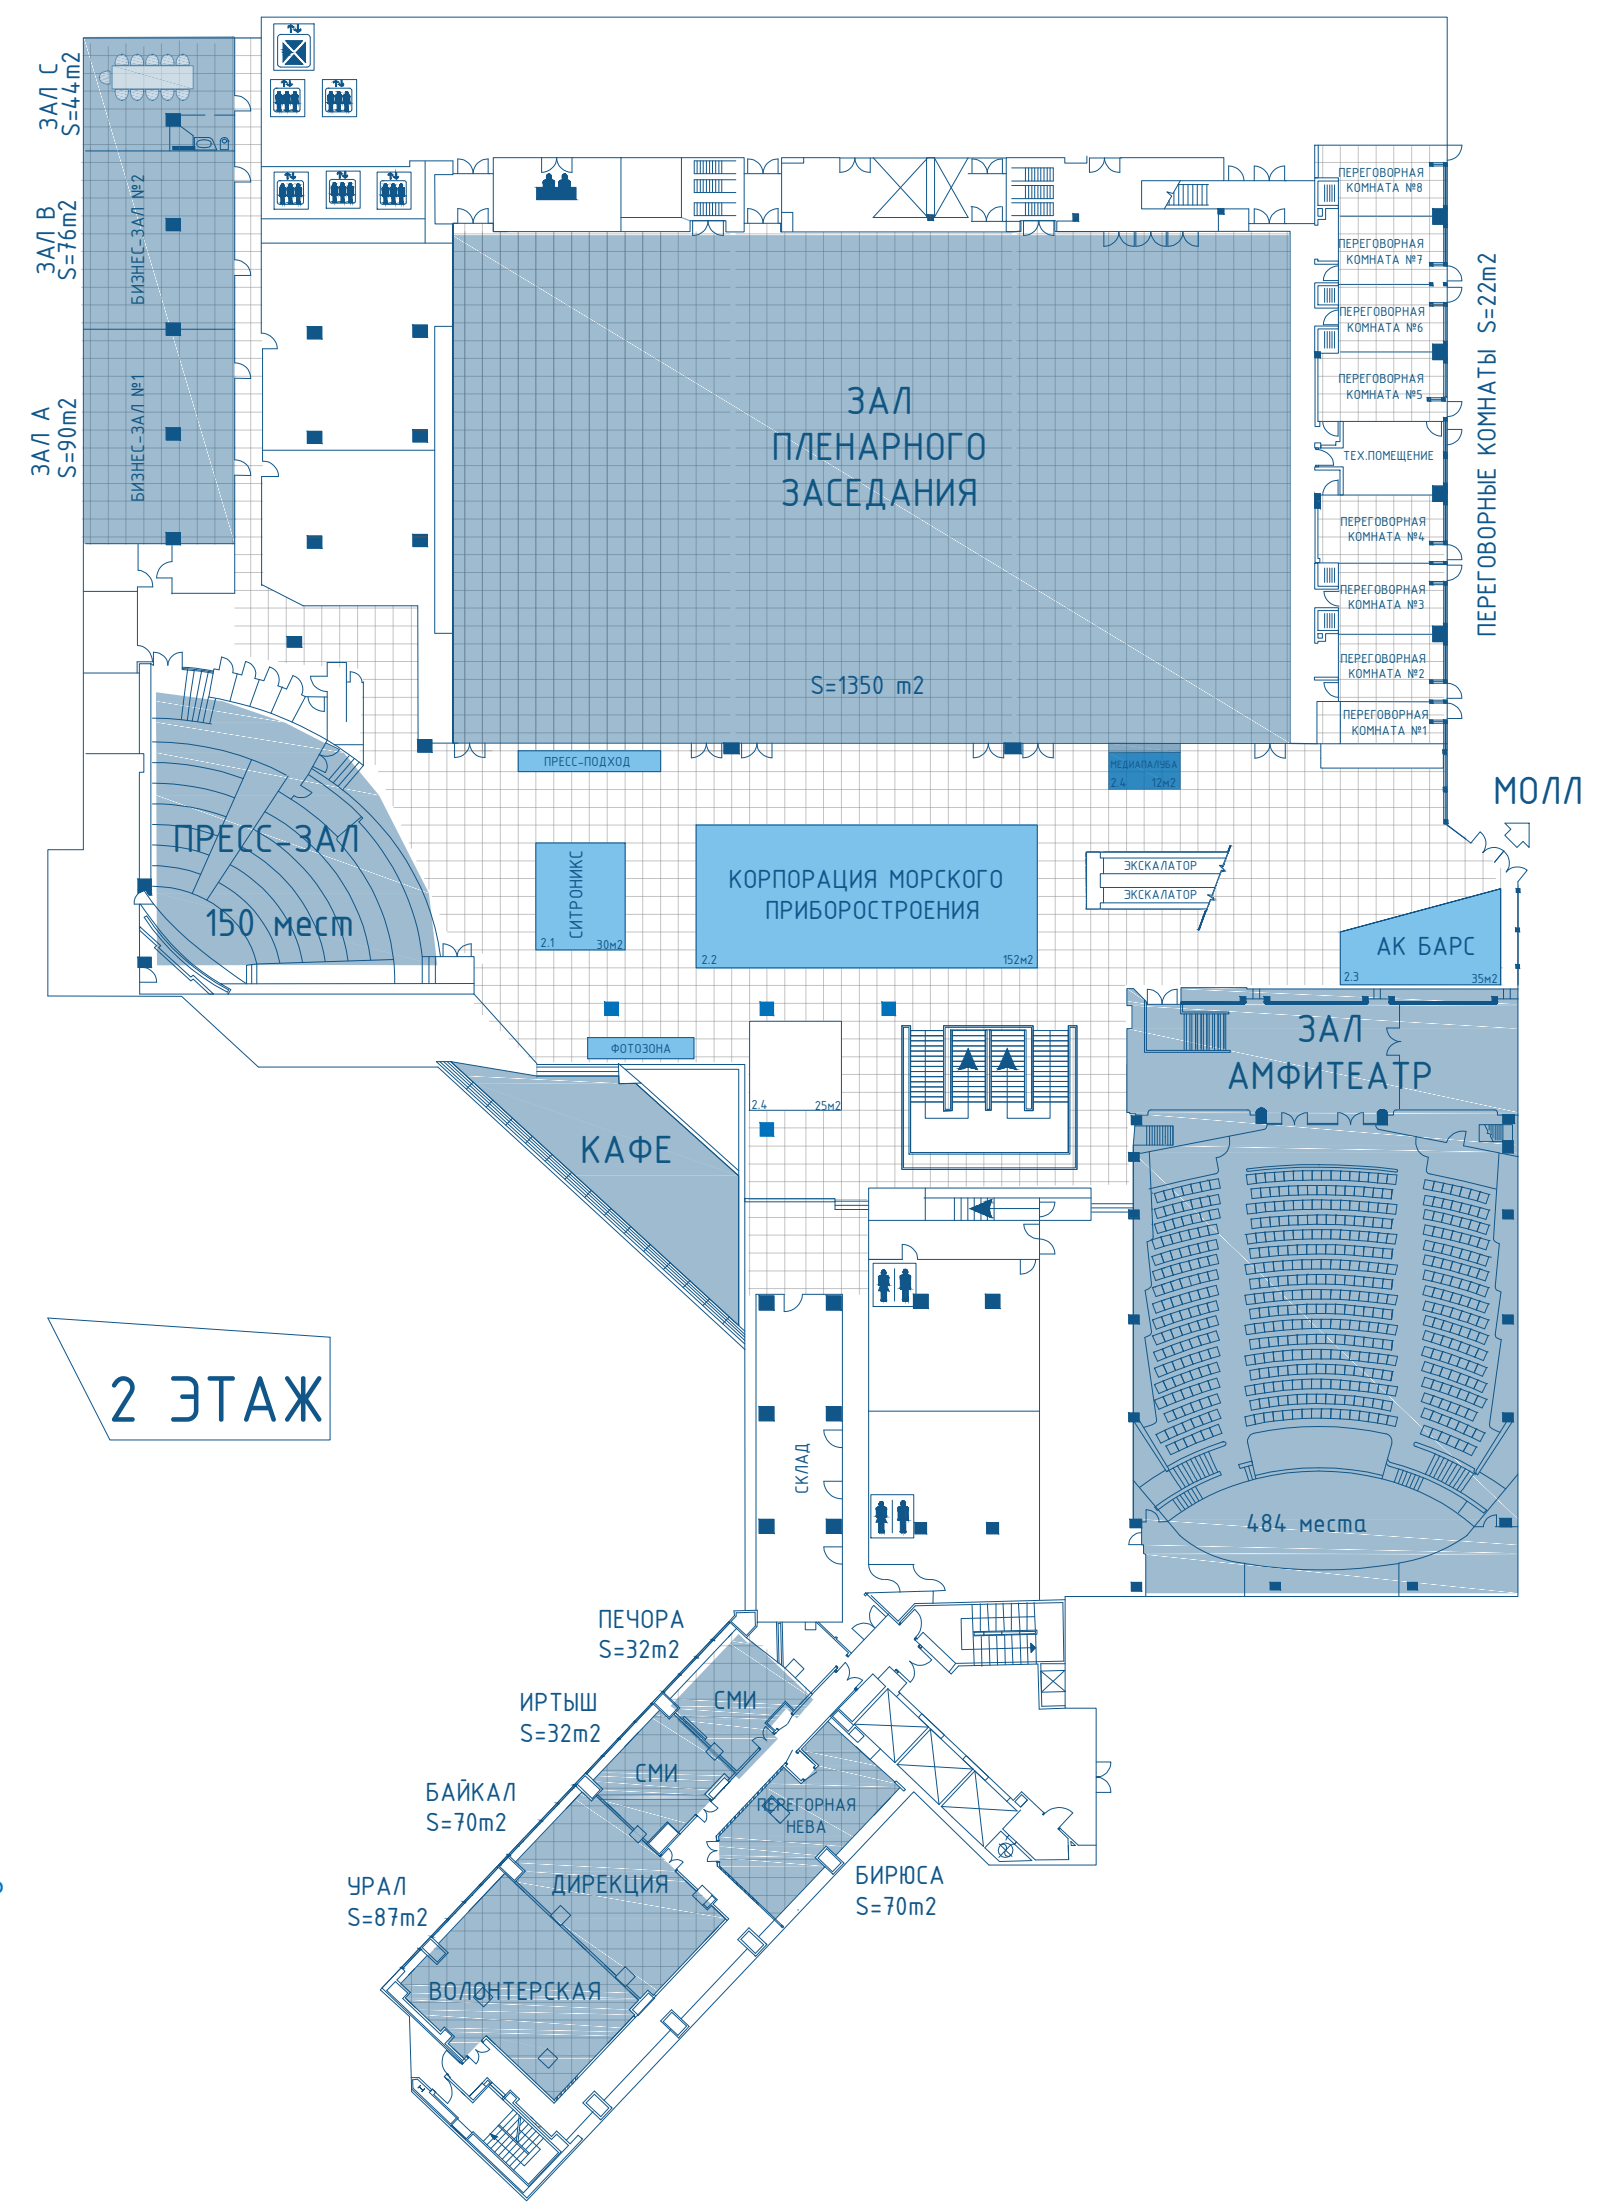 ЗАЛ С
S=44m2
ЗАЛ В
S=76m2
БИЗНЕС-ЗАЛ №2
ЗАЛ А
S=90m2
БИЗНЕС-ЗАЛ №1
ЗАЛ
ПЛЕНАРНОГО
ЗАСЕДАНИЯ
S=1350 m2
ПЕРЕГОВОРНАЯ
КОМНАТА №8
ПЕРЕГОВОРНАЯ
КОМНАТА №7
ПЕРЕГОВОРНАЯ
КОМНАТА №6
ПЕРЕГОВОРНАЯ
КОМНАТА №5
ТЕХ.ПОМЕЩЕНИЕ
ПЕРЕГОВОРНАЯ
КОМНАТА №4
ПЕРЕГОВОРНАЯ
КОМНАТА №3
ПЕРЕГОВОРНАЯ
КОМНАТА №2
ПЕРЕГОВОРНАЯ
КОМНАТА №1
ПЕРЕГОВОРНЫЕ КОМНАТЫ S=22m2
ПРЕСС-ПОДХОД
МЕДИАПАЛУБА
2.4 12м2
МОЛЛ
ПРЕСС-ЗАЛ
150 мест
СИТРОНИКС
2.1 30м2
КОРПОРАЦИЯ МОРСКОГО
ПРИБОРОСТРОЕНИЯ
2.2 152м2
ЭКСКАЛАТОР
ЭКСКАЛАТОР
АК БАРС
2.3 35м2
ФОТОЗОНА
2.4 25м2
ЗАЛ
АМФИТЕАТР
484 места
КАФЕ
2 ЭТАЖ
СКЛАД
ПЕЧОРА
S=32m2
СМИ
ИРТЫШ
S=32m2
СМИ
БАЙКАЛ
S=70m2
ДИРЕКЦИЯ
ПЕРЕГОРНАЯ
НЕВА
БИРЮСА
S=70m2
УРАЛ
S=87m2
ВОЛОНТЕРСКАЯ